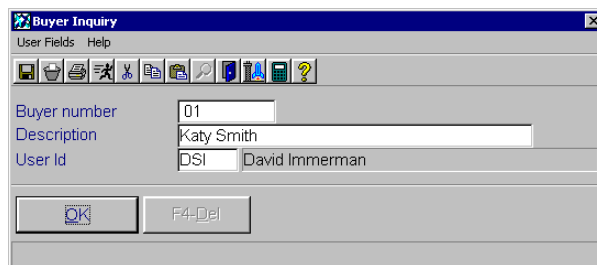 Buyer Inquiry
User Fields Help
Buyer number 01
Description Katy Smith
User Id DSI David Immerman
OK F4-Del